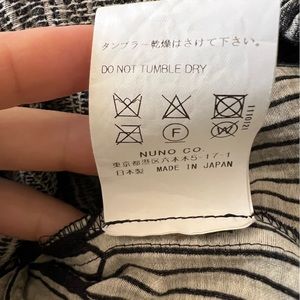 タンブラー乾燥はさけて下さい。
DO NOT TUMBLE DRY
F
W
111021
NUNO CO.
東京都港区六本木5-17-1
日本製 MADE IN JAPAN